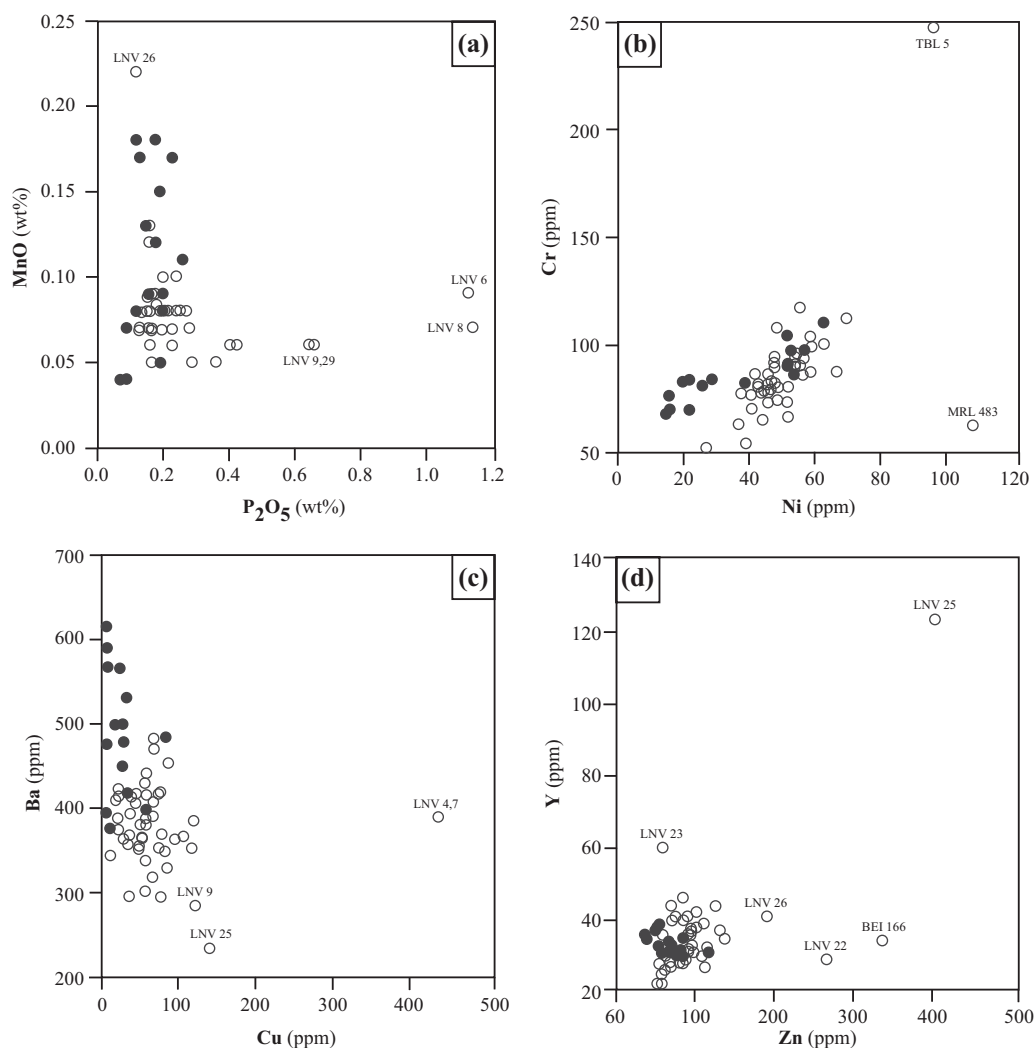 (a)
0.25
0.20
0.15
0.10
0.05
0.00
MnO (wt%)
0.0
0.2
0.4
0.6
0.8
1.0
1.2
P2O5 (wt%)
LNV 26
LNV 6
LNV 8
LNV 9,29
(b)
250
200
150
100
50
Cr (ppm)
0
20
40
60
80
100
120
Ni (ppm)
TBL 5
MRL 483
(c)
700
600
500
400
300
200
Ba (ppm)
0
100
200
300
400
500
Cu (ppm)
LNV 4,7
LNV 9
LNV 25
(d)
140
120
100
80
60
40
20
Y (ppm)
60
100
200
300
400
500
Zn (ppm)
LNV 25
LNV 23
LNV 26
BEI 166
LNV 22